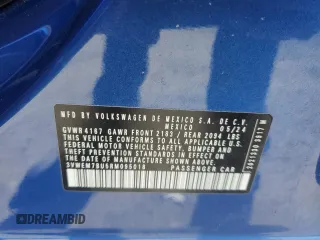 MFD BY VOLKSWAGEN DE MEXICO S.A. DE C.V.
MEXICO 05/24
GVWR 4167 GAWR FRONT 2183 / REAR 2094 LBS
THIS VEHICLE CONFORMS TO ALL APPLICABLE
FEDERAL MOTOR VEHICLE SAFETY, BUMPER AND
THEFT PREVENTION STANDARDS IN EFFECT ON THE
DATE OF MANUFACTURE SHOWN ABOVE.
PASSENGER CAR
DREAMBID